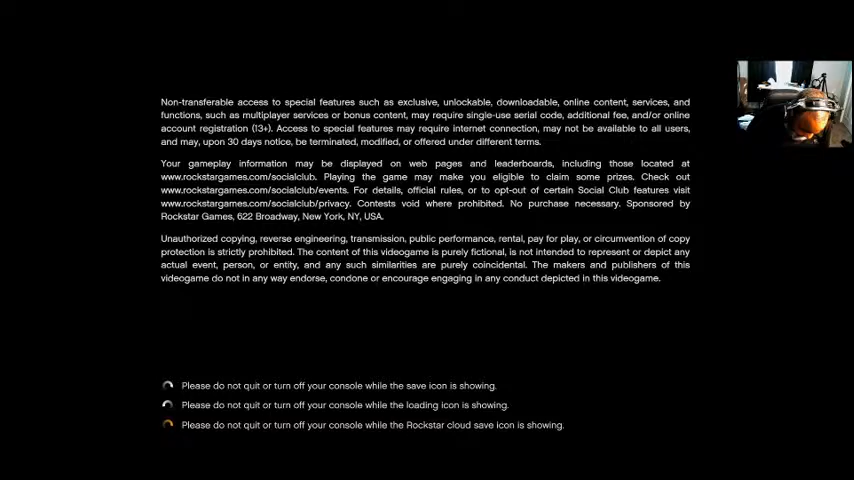 Non-transferable access to special features such as exclusive, unlockable, downloadable, online content, services, and
functions, such as multiplayer services or bonus content, may require single-use serial code, additional fee, and/or online
account registration (13+). Access to special features may require internet connection, may not be available to all users,
and may, upon 30 days notice, be terminated, modified, or offered under different terms.
Your gameplay information may be displayed on web pages and leaderboards, including those located at
www.rockstargames.com/socialclub. Playing the game may make you eligible to claim some prizes. Check out
www.rockstargames.com/socialclub/events. For details, official rules, or to opt-out of certain Social Club features visit
www.rockstargames.com/socialclub/privacy. Contests void where prohibited. No purchase necessary. Sponsored by
Rockstar Games, 622 Broadway, New York, NY, USA.
Unauthorized copying, reverse engineering, transmission, public performance, rental, pay for play, or circumvention of copy
protection is strictly prohibited. The content of this videogame is purely fictional, is not intended to represent or depict any
actual event, person, or entity, and any such similarities are purely coincidental. The makers and publishers of this
videogame do not in any way endorse, condone or encourage engaging in any conduct depicted in this videogame.
Please do not quit or turn off your console while the save icon is showing.
Please do not quit or turn off your console while the loading icon is showing.
Please do not quit or turn off your console while the Rockstar cloud save icon is showing.